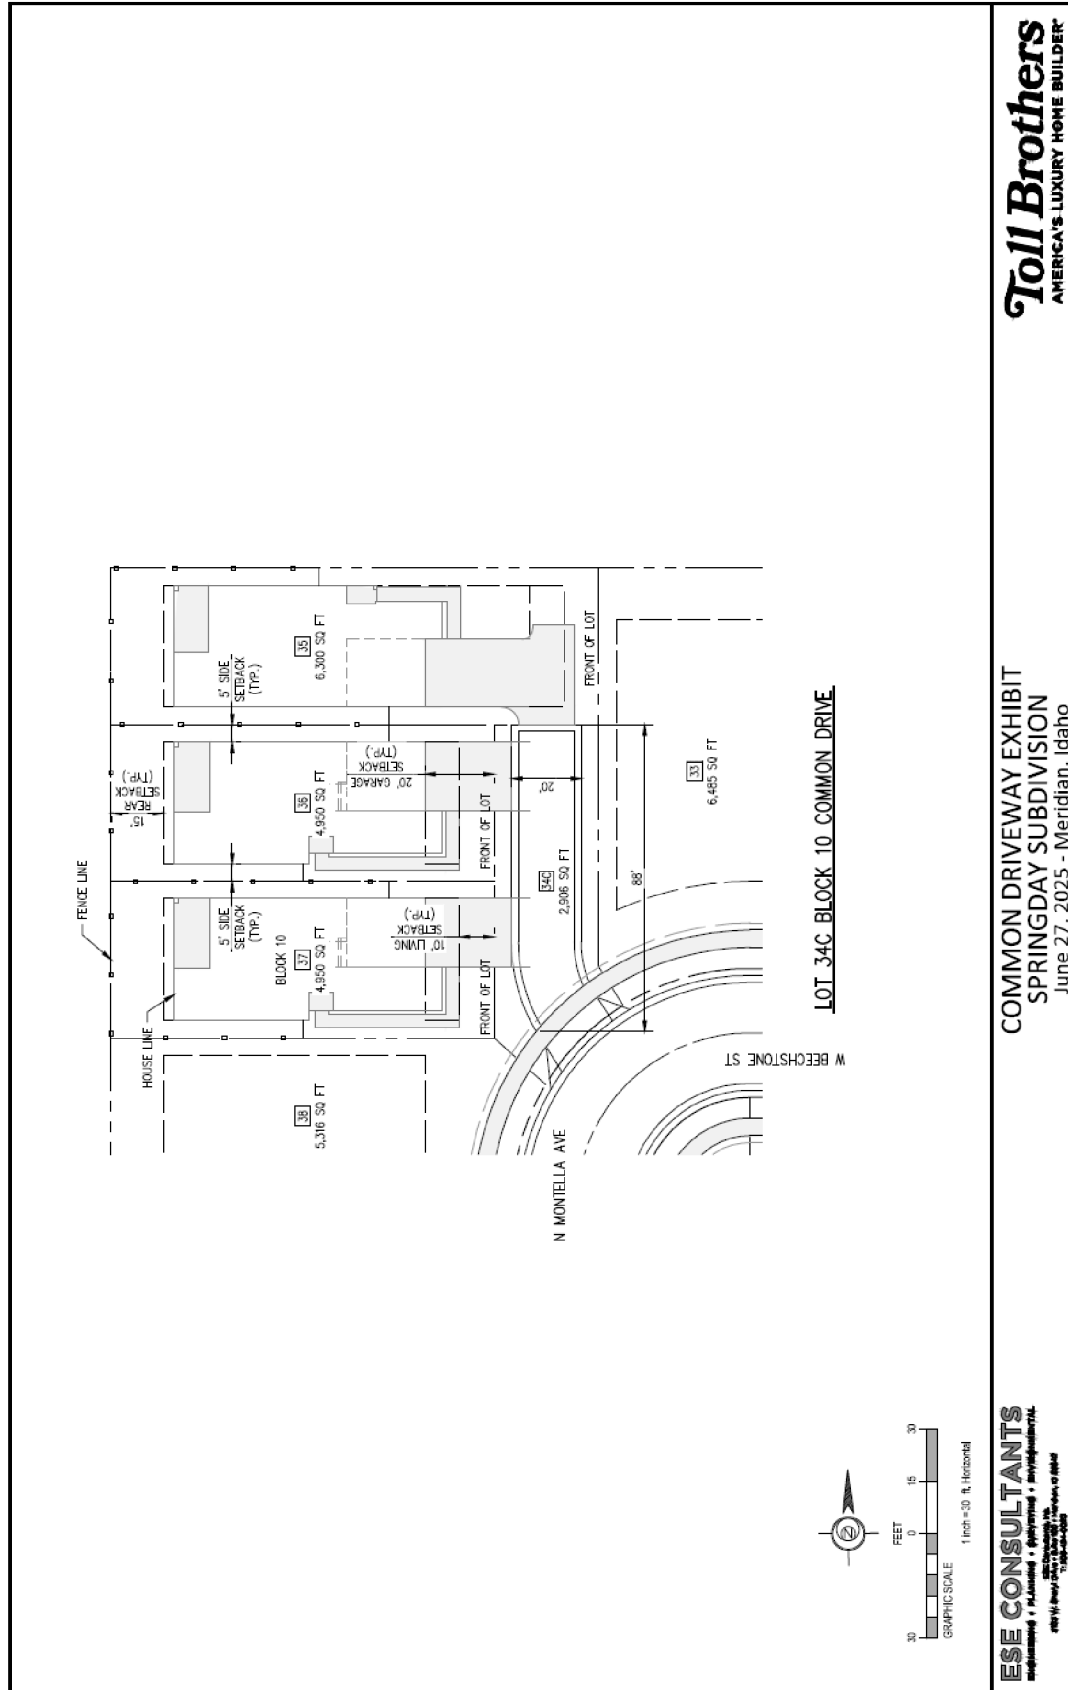 FENCE LINE
HOUSE LINE
15'
REAR
SETBACK
(TYP.)
5' SIDE
SETBACK
(TYP.)
5' SIDE
SETBACK
(TYP.)
BLOCK 10
38
5,316 SQ FT
37
4,950 SQ FT
36
4,950 SQ FT
35
6,300 SQ FT
10' LIVING
SETBACK
(TYP.)
20' GARAGE
SETBACK
(TYP.)
FRONT OF LOT
FRONT OF LOT
FRONT OF LOT
20'
34C
2,906 SQ FT
88'
33
6,485 SQ FT
N MONTELLA AVE
W BEECHSTONE ST
LOT 34C BLOCK 10 COMMON DRIVE
N
FEET
30
0
15
30
GRAPHIC SCALE
1 inch = 30 ft. Horizontal
ESE CONSULTANTS
ENGINEERING • PLANNING • SURVEYING • ENVIRONMENTAL
COMMON DRIVEWAY EXHIBIT
SPRINGDAY SUBDIVISION
June 27, 2025 - Meridian, Idaho
Toll Brothers
AMERICA'S LUXURY HOME BUILDER®